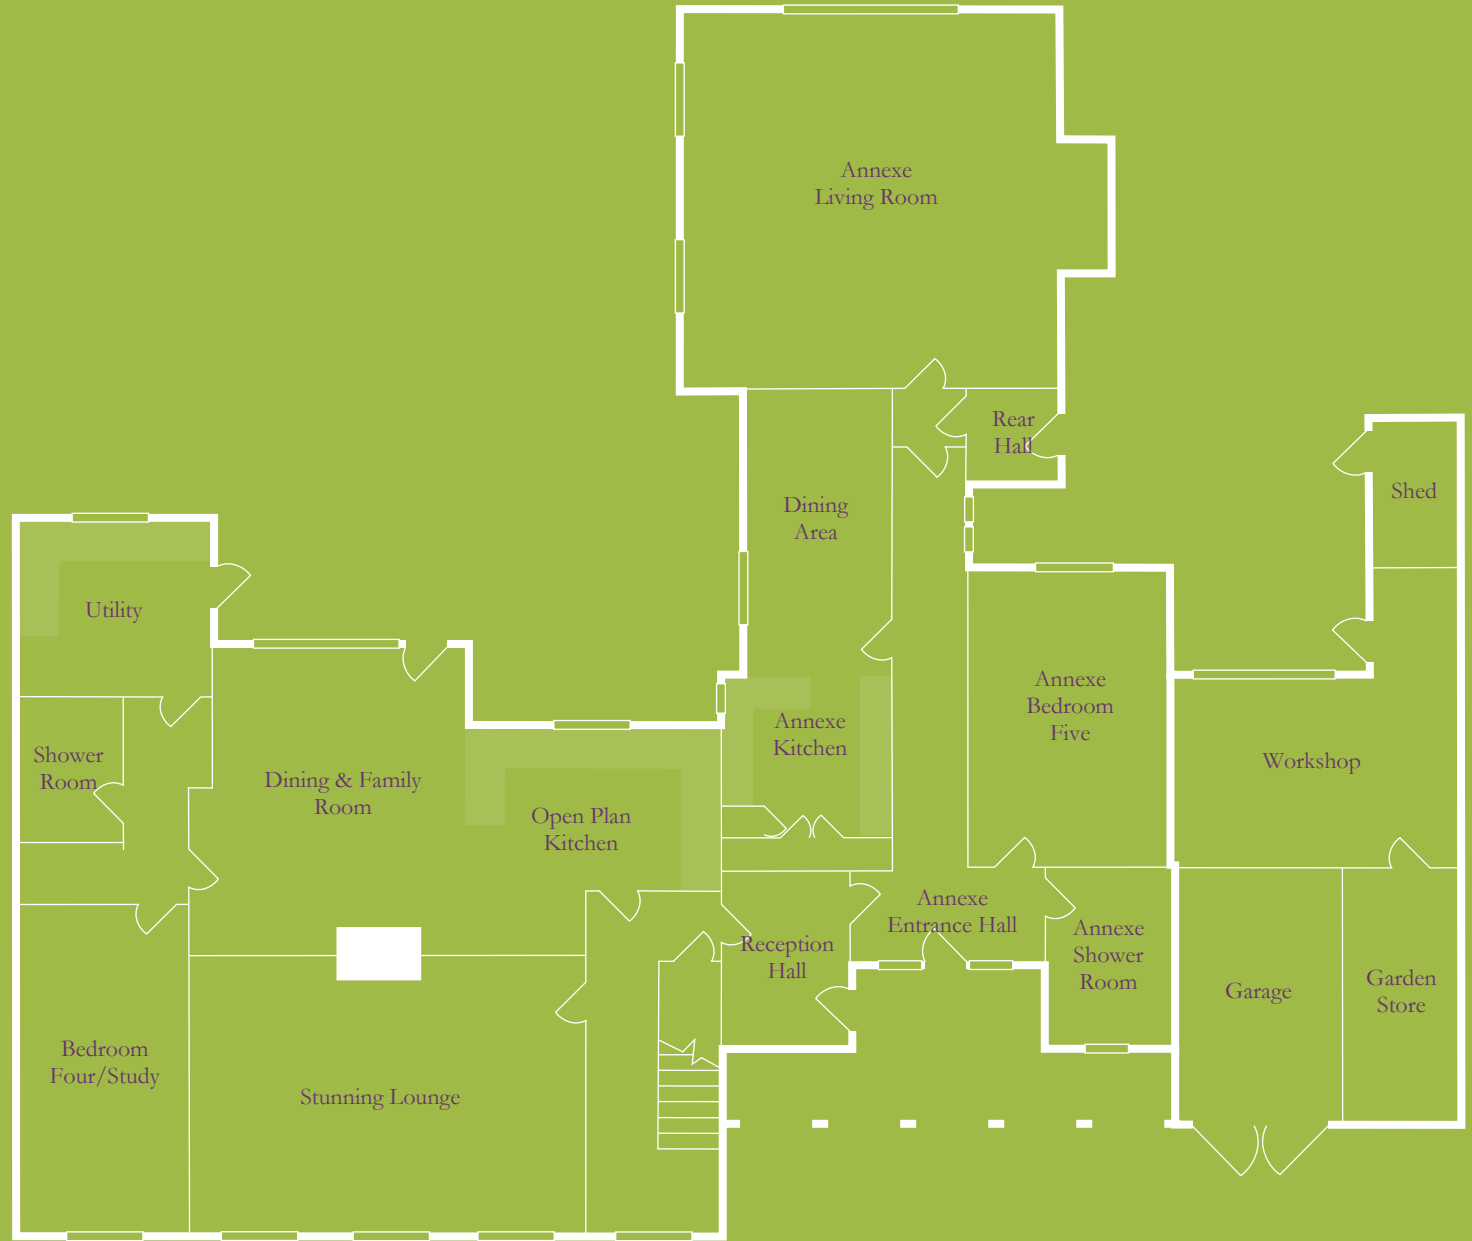 Annexe
Living Room
Rear
Hall
Shed
Dining
Area
Utility
Annexe
Bedroom
Five
Annexe
Kitchen
Shower
Room
Dining & Family
Room
Workshop
Open Plan
Kitchen
Annexe
Entrance Hall
Reception
Hall
Annexe
Shower
Room
Garage
Garden
Store
Bedroom
Four/Study
Stunning Lounge